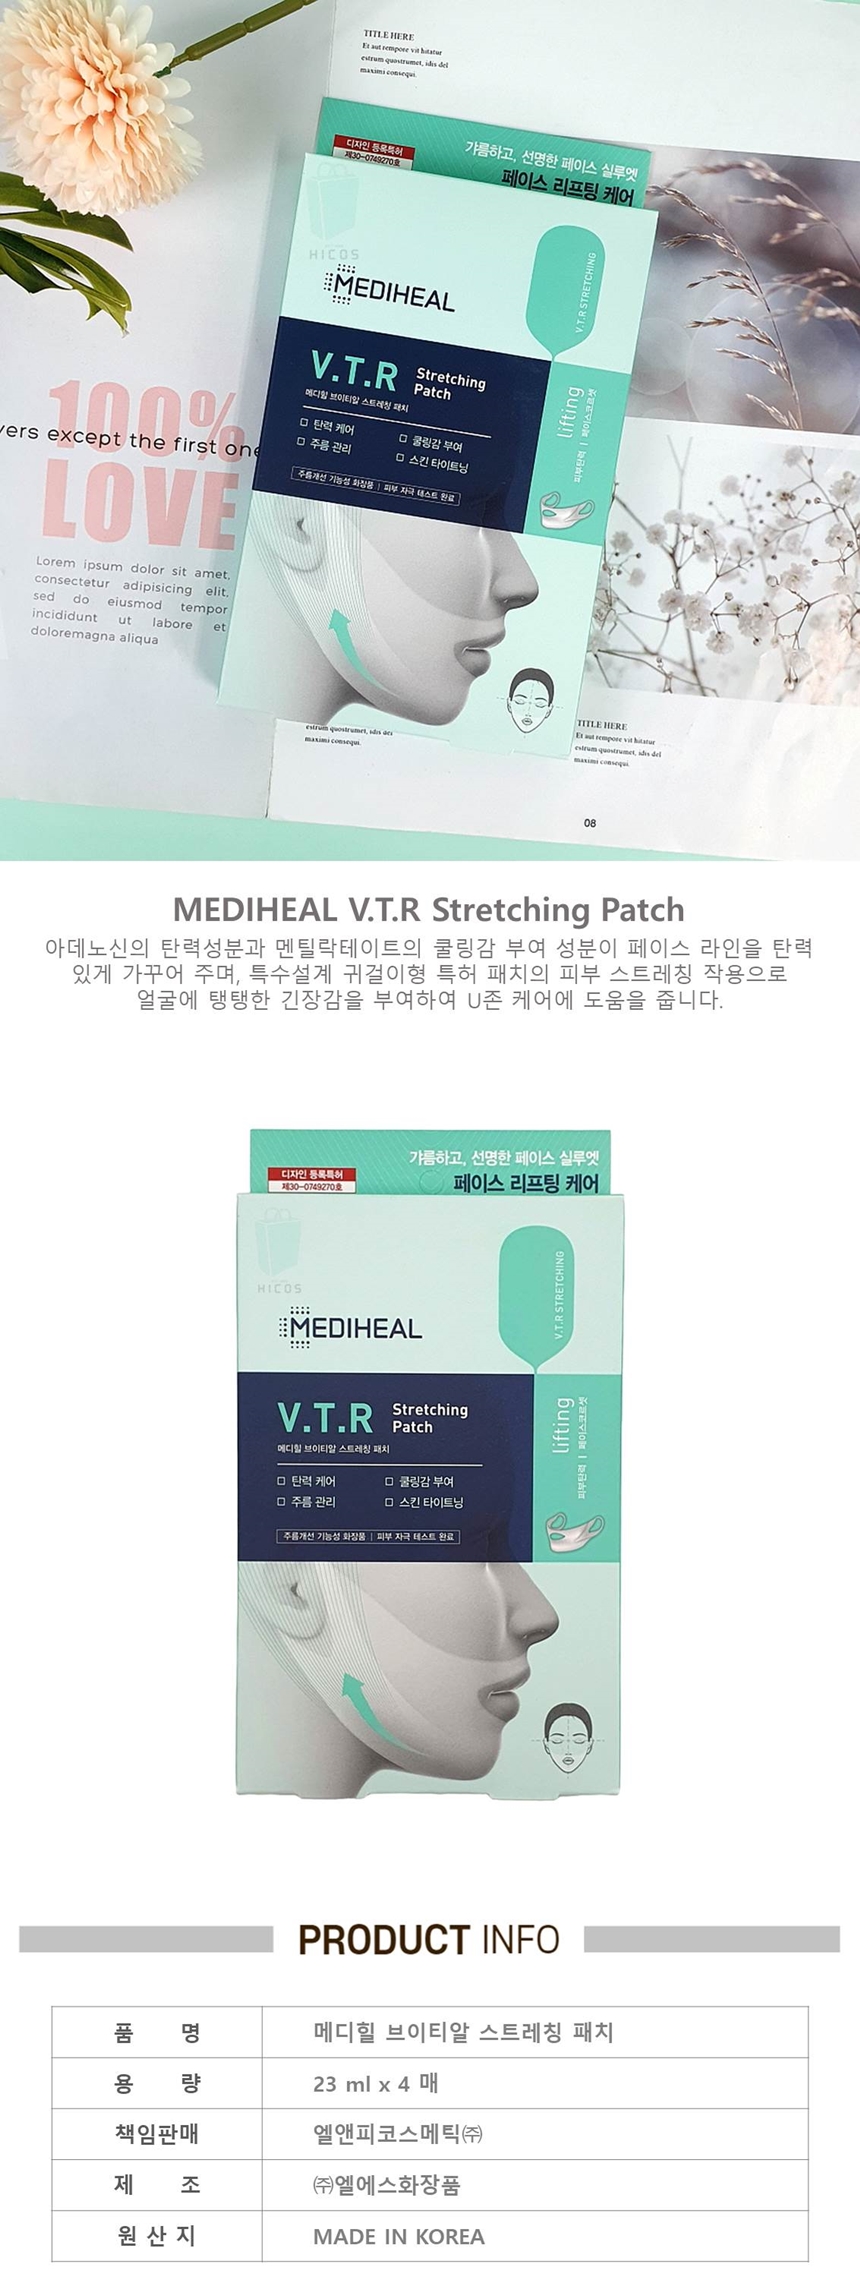 TITLE HERE
Et aut tempore vit hitatur
estrum quostrumet, idis del
maximi consequi.
디자인 등록특허
제30-0749270호
갸름하고, 선명한 페이스 실루엣
페이스 리프팅 케어
HICOS
MEDIHEAL
V.T.R STRETCHING
V.T.R Stretching Patch
메디힐 브이티알 스트레칭 패치
탄력 케어
쿨링감 부여
주름 관리
스킨 타이트닝
주름개선 기능성 화장품 | 피부 자극 테스트 완료
lifting
피부탄력 | 페이스코르셋
100%
vers except the first one
LOVE
Lorem ipsum dolor sit amet,
consectetur adipisicing elit,
sed do eiusmod tempor
incididunt ut labore et
doloremagna aliqua
estrum quostrumet, idis del
maximi consequi.
TITLE HERE
Et aut tempore vit hitatur
estrum quostrumet, idis del
maximi consequi.
08
MEDIHEAL V.T.R Stretching Patch
아데노신의 탄력성분과 멘틸락테이트의 쿨링감 부여 성분이 페이스 라인을 탄력
있게 가꾸어 주며, 특수설계 귀걸이형 특허 패치의 피부 스트레칭 작용으로
얼굴에 탱탱한 긴장감을 부여하여 U존 케어에 도움을 줍니다.
갸름하고, 선명한 페이스 실루엣
디자인 등록특허
제30-0749270호
페이스 리프팅 케어
HICOS
MEDIHEAL
V.T.R STRETCHING
V.T.R Stretching Patch
메디힐 브이티알 스트레칭 패치
탄력 케어
쿨링감 부여
주름 관리
스킨 타이트닝
주름개선 기능성 화장품 | 피부 자극 테스트 완료
lifting
피부탄력 | 페이스코르셋
PRODUCT INFO
품 명 메디힐 브이티알 스트레칭 패치
용 량 23 ml x 4 매
책임판매 엘앤피코스메틱㈜
제 조 ㈜엘에스화장품
원 산 지 MADE IN KOREA